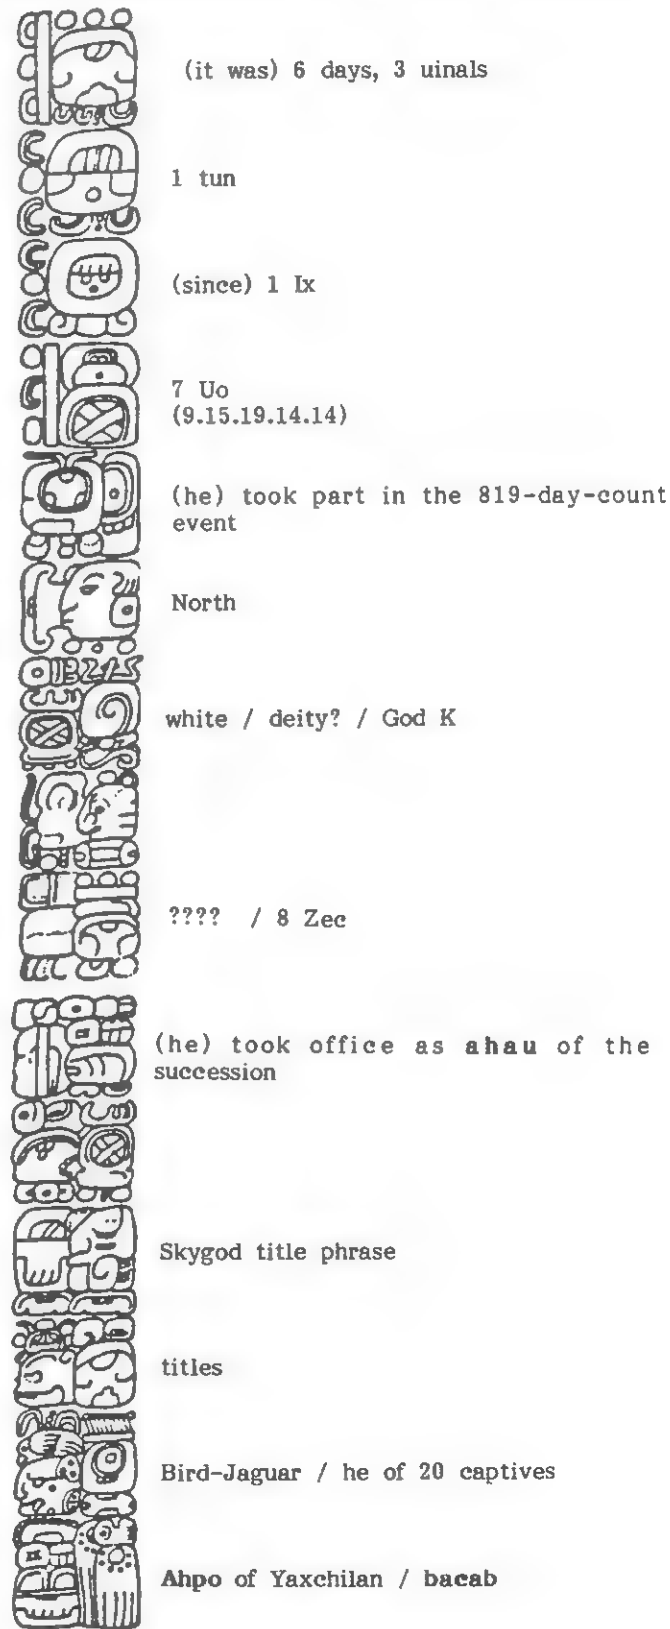 (it was) 6 days, 3 uinals
1 tun
(since) 1 Ix
7 Uo
(9.15.19.14.14)
(he) took part in the 819-day-count
event
North
white / deity? / God K
???? / 8 Zec
(he) took office as ahau of the
succession
Skygod title phrase
titles
Bird-Jaguar / he of 20 captives
Ahpo of Yaxchilan / bacab